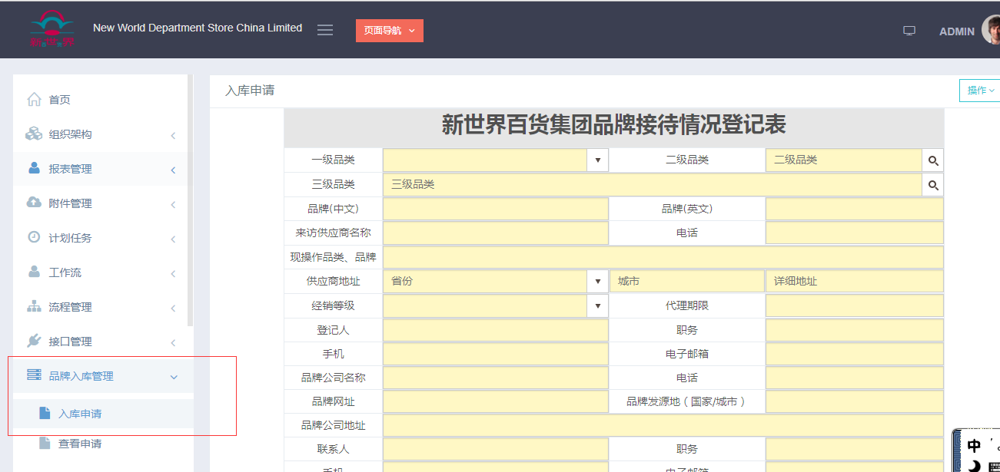 新世界
New World Department Store China Limited
页面导航
ADMIN
首页
组织架构
报表管理
附件管理
计划任务
工作流
流程管理
接口管理
品牌入库管理
入库申请
查看申请
入库申请
操作
新世界百货集团品牌接待情况登记表
一级品类 二级品类 二级品类
三级品类 三级品类
品牌(中文) 品牌(英文)
来访供应商名称 电话
现操作品类、品牌
供应商地址 省份 城市 详细地址
经销等级 代理期限
登记人 职务
手机 电子邮箱
品牌公司名称 电话
品牌网址 品牌发源地（国家/城市）
品牌公司地址
联系人 职务
手机 电子邮箱
中